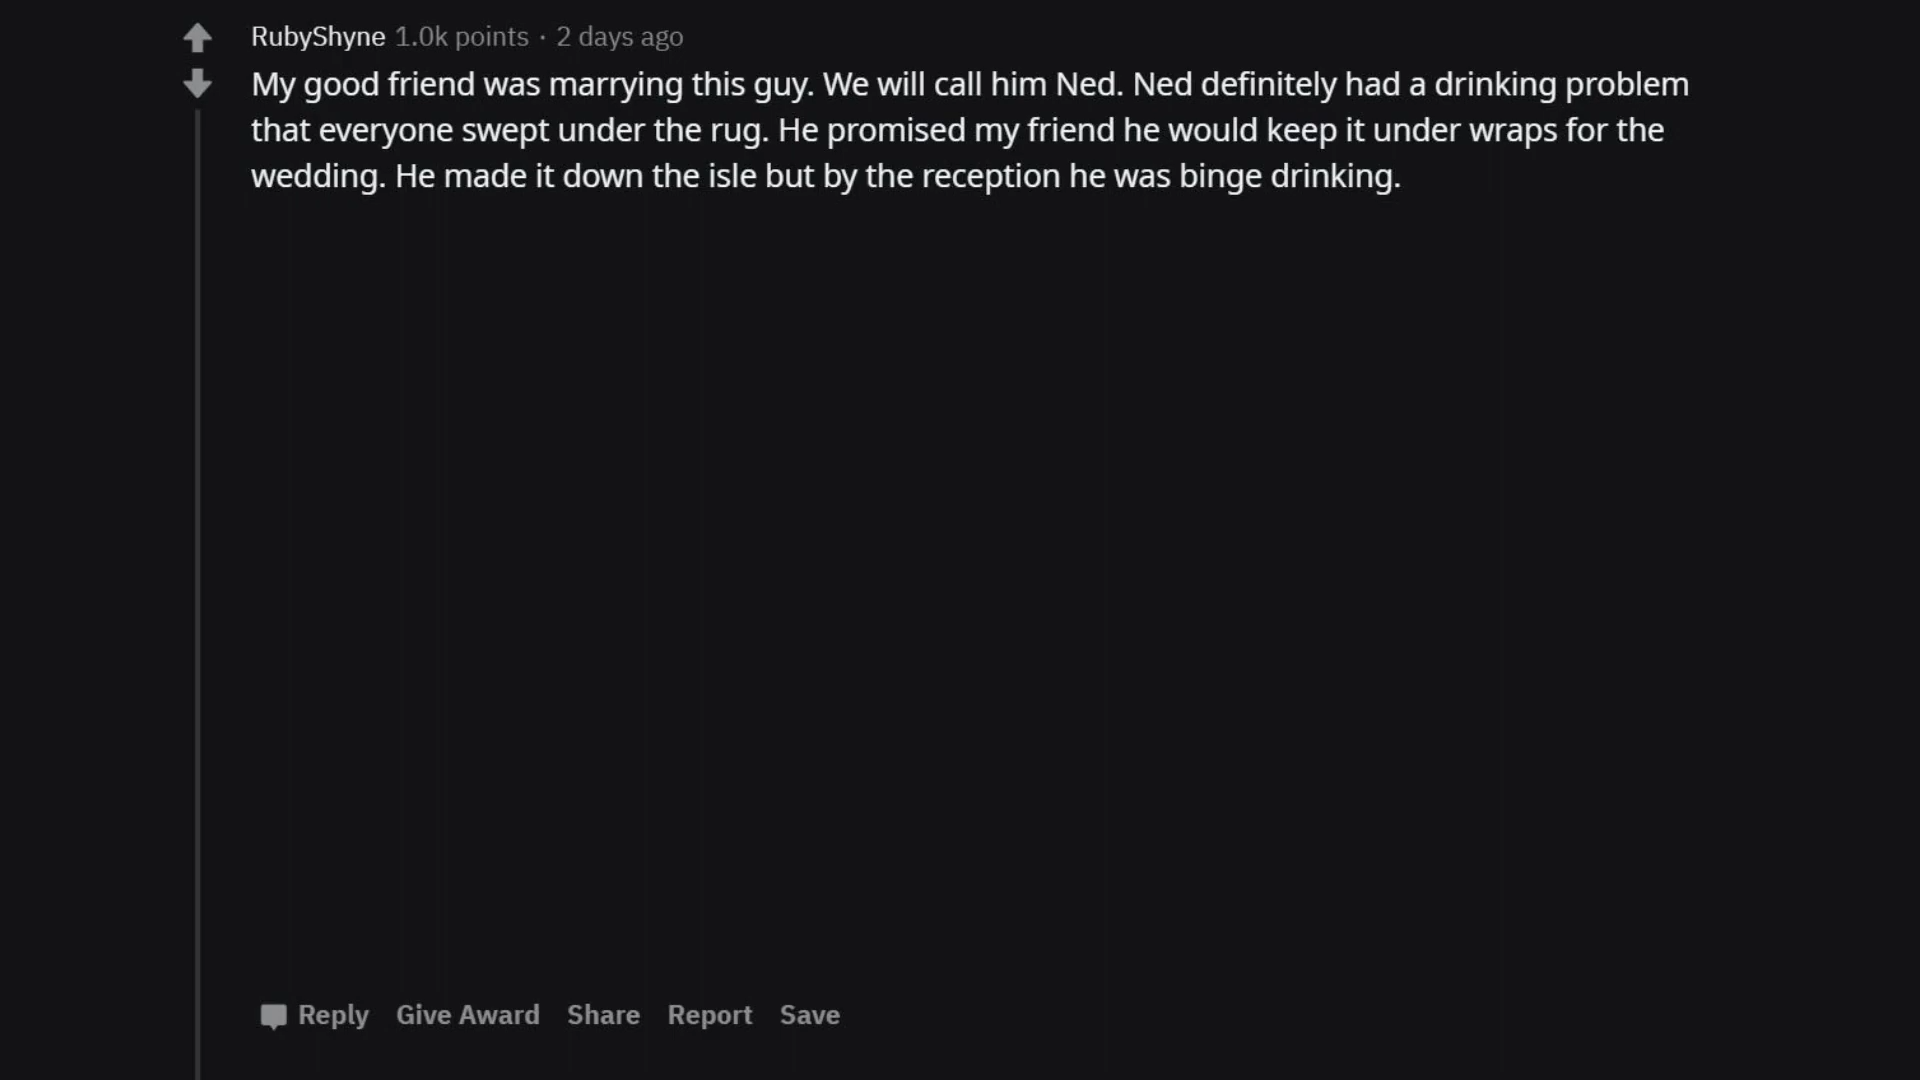 RubyShyne 1.0k points · 2 days ago
My good friend was marrying this guy. We will call him Ned. Ned definitely had a drinking problem
that everyone swept under the rug. He promised my friend he would keep it under wraps for the
wedding. He made it down the isle but by the reception he was binge drinking.
Reply Give Award Share Report Save